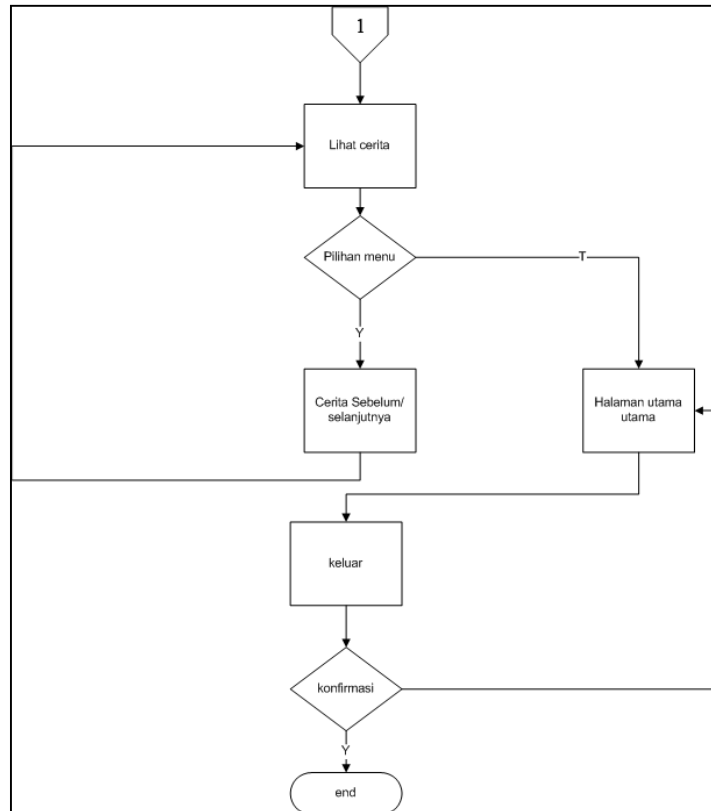 1
Lihat cerita
Pilihan menu
T
Y
Cerita Sebelum/
selanjutnya
Halaman utama
utama
keluar
konfirmasi
Y
end